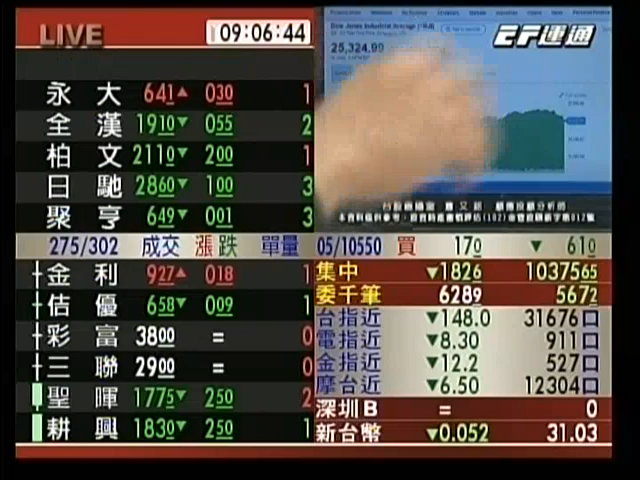 LIVE
09:06:44
Dow Jones Industrial Average
25,324.99
EF運通
永大 641▲ 030 1
全漢 1910▼ 055 2
柏文 2110▼ 200 1
日馳 2860▼ 100 3
聚亨 649▼ 001 3
275/302 成交 漲跌 單量
05/10550 買 170 ▼ 610
金利 927▲ 018 1
佶優 658▼ 009 1
彩富 3800 = 0
三聯 2900 = 0
聖暉 1775▼ 250 2
耕興 1830▼ 250 1
集中 ▼1826 1037565
委千筆 6289 5672
台指近 ▼148.0 31676口
電指近 ▼8.30 911口
金指近 ▼12.2 527口
摩台近 ▼6.50 12304口
深圳B = 0
新台幣 ▼0.052 31.03